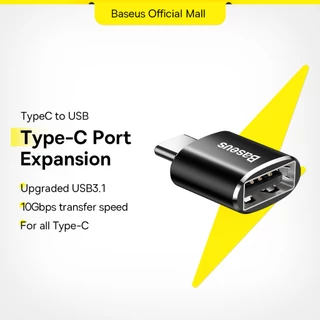 Baseus Official Mall
TypeC to USB
Type-C Port
Expansion
Upgraded USB3.1
10Gbps transfer speed
For all Type-C
Baseus